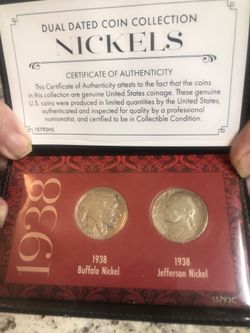 DUAL DATED COIN COLLECTION
NICKELS
CERTIFICATE OF AUTHENTICITY
This Certificate of Authenticity attests to the fact that the coins
in this collection are genuine United States coinage. These genuine
U.S. coins were produced in limited quantities by the United States,
authenticated and inspected for quality by a professional
numismatist, and certified to be in Collectible Condition.
15793HS
1938
1938
Buffalo Nickel
1938
Jefferson Nickel
15793C